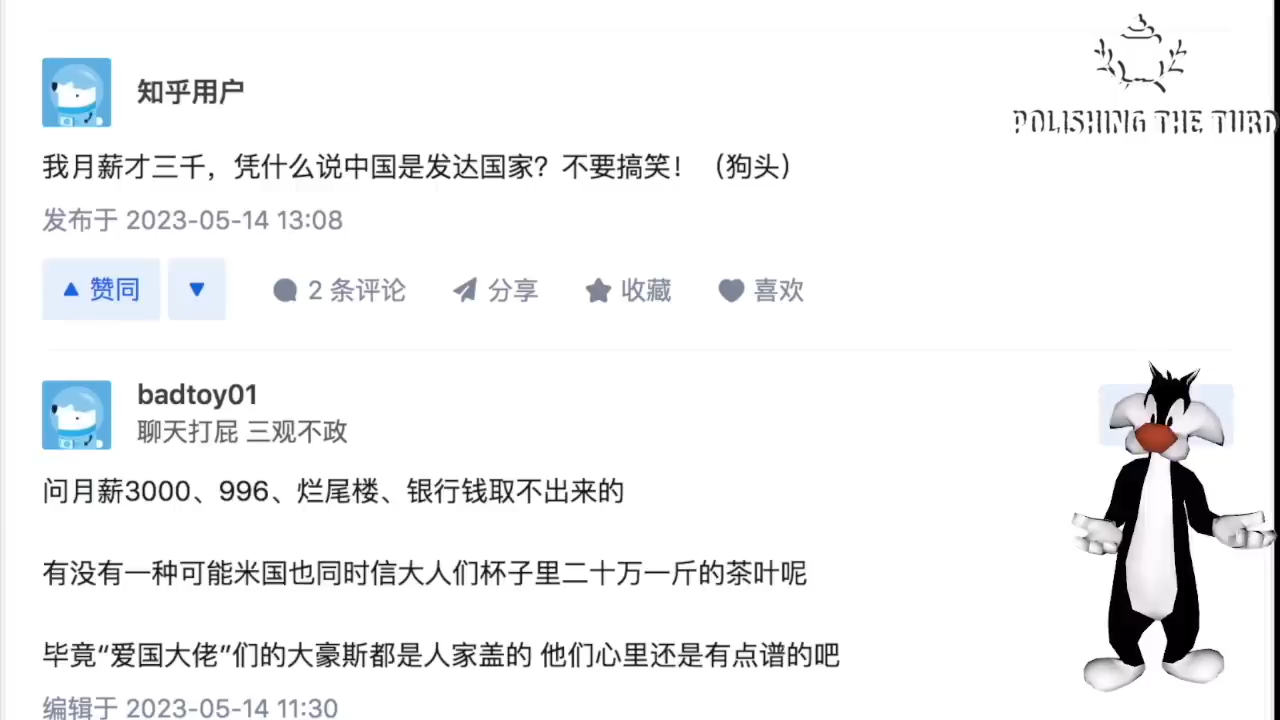 知乎用户
POLISHING THE TURD
我月薪才三千，凭什么说中国是发达国家？不要搞笑！（狗头）
发布于 2023-05-14 13:08
赞同
2 条评论
分享
收藏
喜欢
badtoy01
聊天打屁 三观不政
问月薪3000、996、烂尾楼、银行钱取不出来的
有没有一种可能米国也同时信大人们杯子里二十万一斤的茶叶呢
毕竟“爱国大佬”们的大豪斯都是人家盖的 他们心里还是有点谱的吧
编辑于 2023-05-14 11:30